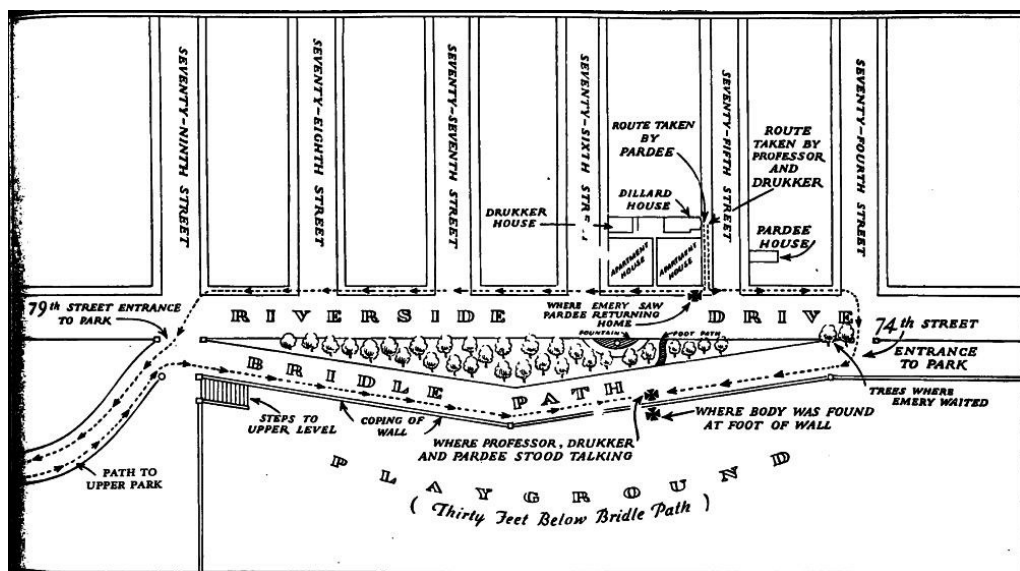 SEVENTY-NINTH STREET
SEVENTY-EIGHTH STREET
SEVENTY-SEVENTH STREET
SEVENTY-SIXTH
SEVENTY-FIFTH STREET
SEVENTY-FOURTH STREET
ROUTE TAKEN
BY
PARDEE
ROUTE
TAKEN BY
PROFESSOR
AND
DRUKKER
DRUKKER
HOUSE
DILLARD
HOUSE
PARDEE
HOUSE
APARTMENT
HOUSE
APARTMENT
HOUSE
79th STREET
ENTRANCE
TO PARK
WHERE EMERY SAW
PARDEE RETURNING
HOME
RIVERSIDE DRIVE
FOUNTAIN
FOOT PATH
74th STREET
ENTRANCE
TO PARK
BRIDLE PATH
TREES WHERE
EMERY WAITED
STEPS TO
UPPER LEVEL
COPING OF
WALL
WHERE PROFESSOR, DRUKKER
AND PARDEE STOOD TALKING
WHERE BODY WAS FOUND
AT FOOT OF WALL
PATH TO
UPPER PARK
PLAYGROUND
(Thirty Feet Below Bridle Path)